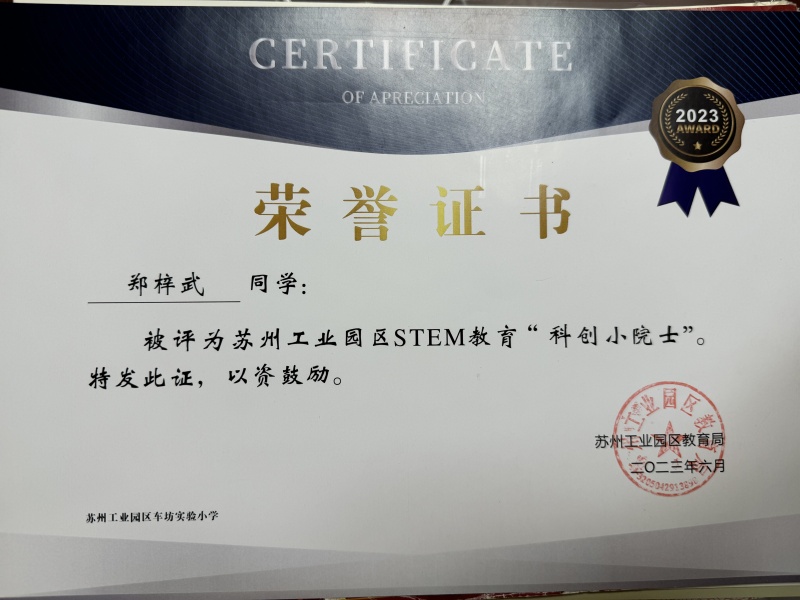 CERTIFICATE
OF APRECIATION
2023
AWARD
荣誉证书
郑梓武 同学：
被评为苏州工业园区STEM教育“科创小院士”。
特发此证，以资鼓励。
苏州工业园区教育局
二〇二三年六月
苏州工业园区车坊实验小学